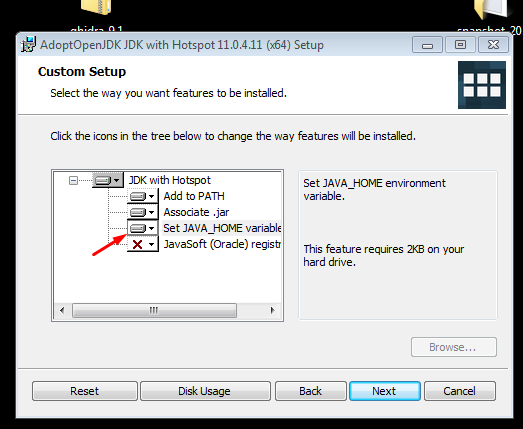 ghidra_9.1
snapshot_20
AdoptOpenJDK JDK with Hotspot 11.0.4.11 (x64) Setup
Custom Setup
Select the way you want features to be installed.
Click the icons in the tree below to change the way features will be installed.
JDK with Hotspot
Add to PATH
Associate .jar
Set JAVA_HOME variable
JavaSoft (Oracle) registr
Set JAVA_HOME environment
variable.
This feature requires 2KB on your
hard drive.
Browse...
Reset
Disk Usage
Back
Next
Cancel